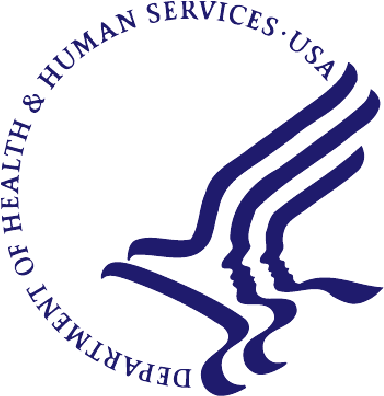 DEPARTMENT OF HEALTH & HUMAN SERVICES · USA